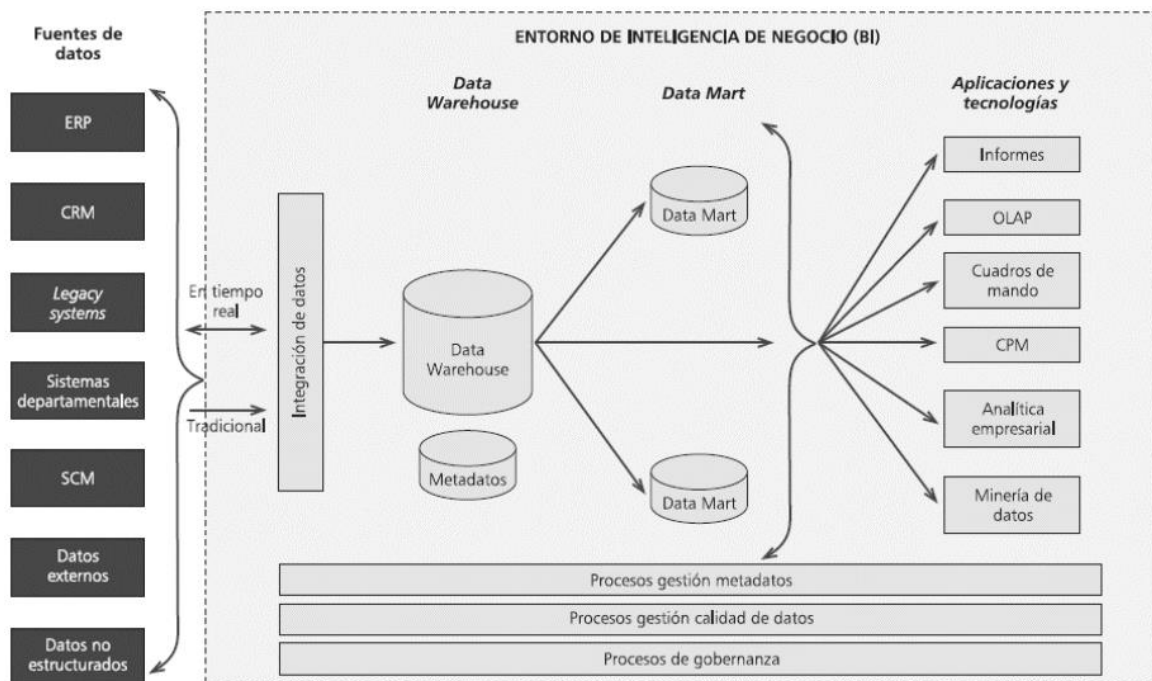 Fuentes de
datos
ERP
CRM
Legacy
systems
Sistemas
departamentales
SCM
Datos
externos
Datos no
estructurados
ENTORNO DE INTELIGENCIA DE NEGOCIO (BI)
En tiempo
real
Tradicional
Integración de datos
Data
Warehouse
Data
Warehouse
Metadatos
Data Mart
Data Mart
Data Mart
Aplicaciones y
tecnologías
Informes
OLAP
Cuadros de
mando
CPM
Analítica
empresarial
Minería de
datos
Procesos gestión metadatos
Procesos gestión calidad de datos
Procesos de gobernanza